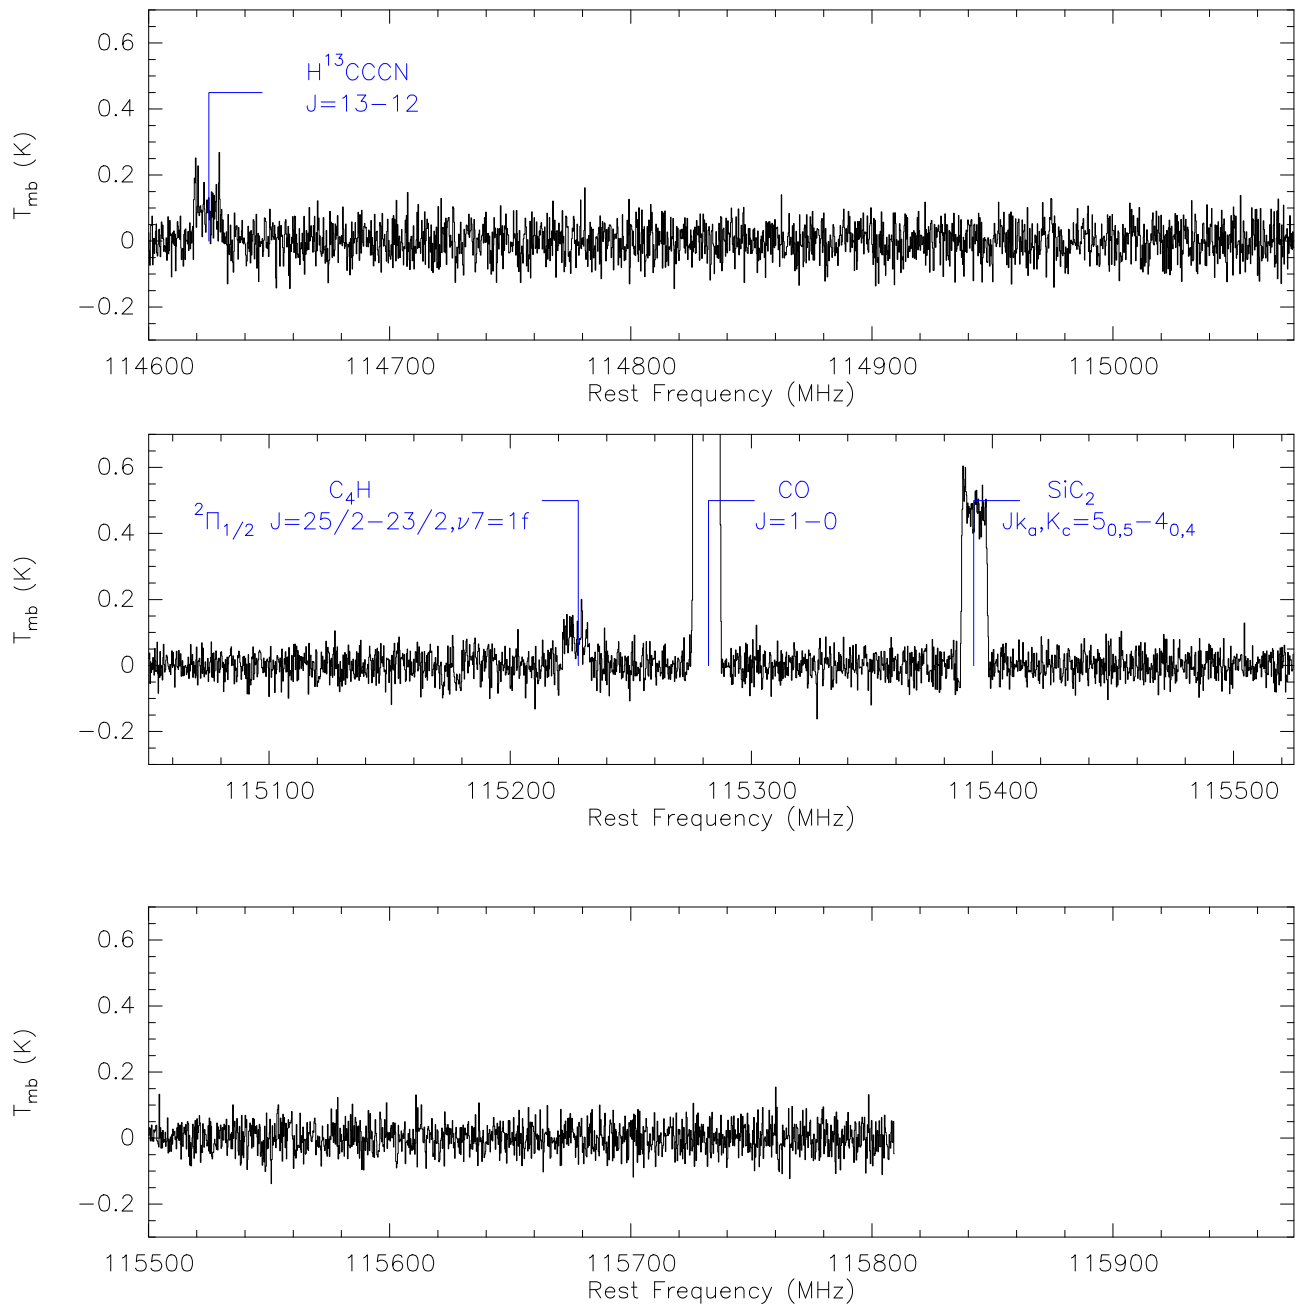 0.6
0.4
0.2
0
−0.2
T_mb (K)
H¹³CCCN
J=13−12
114600 114700 114800 114900 115000
Rest Frequency (MHz)
0.6
0.4
0.2
0
−0.2
T_mb (K)
C₄H
²Π_1/2 J=25/2−23/2,ν7=1f
CO
J=1−0
SiC₂
Jk_a,K_c=5_0,5−4_0,4
115100 115200 115300 115400 115500
Rest Frequency (MHz)
0.6
0.4
0.2
0
−0.2
T_mb (K)
115500 115600 115700 115800 115900
Rest Frequency (MHz)